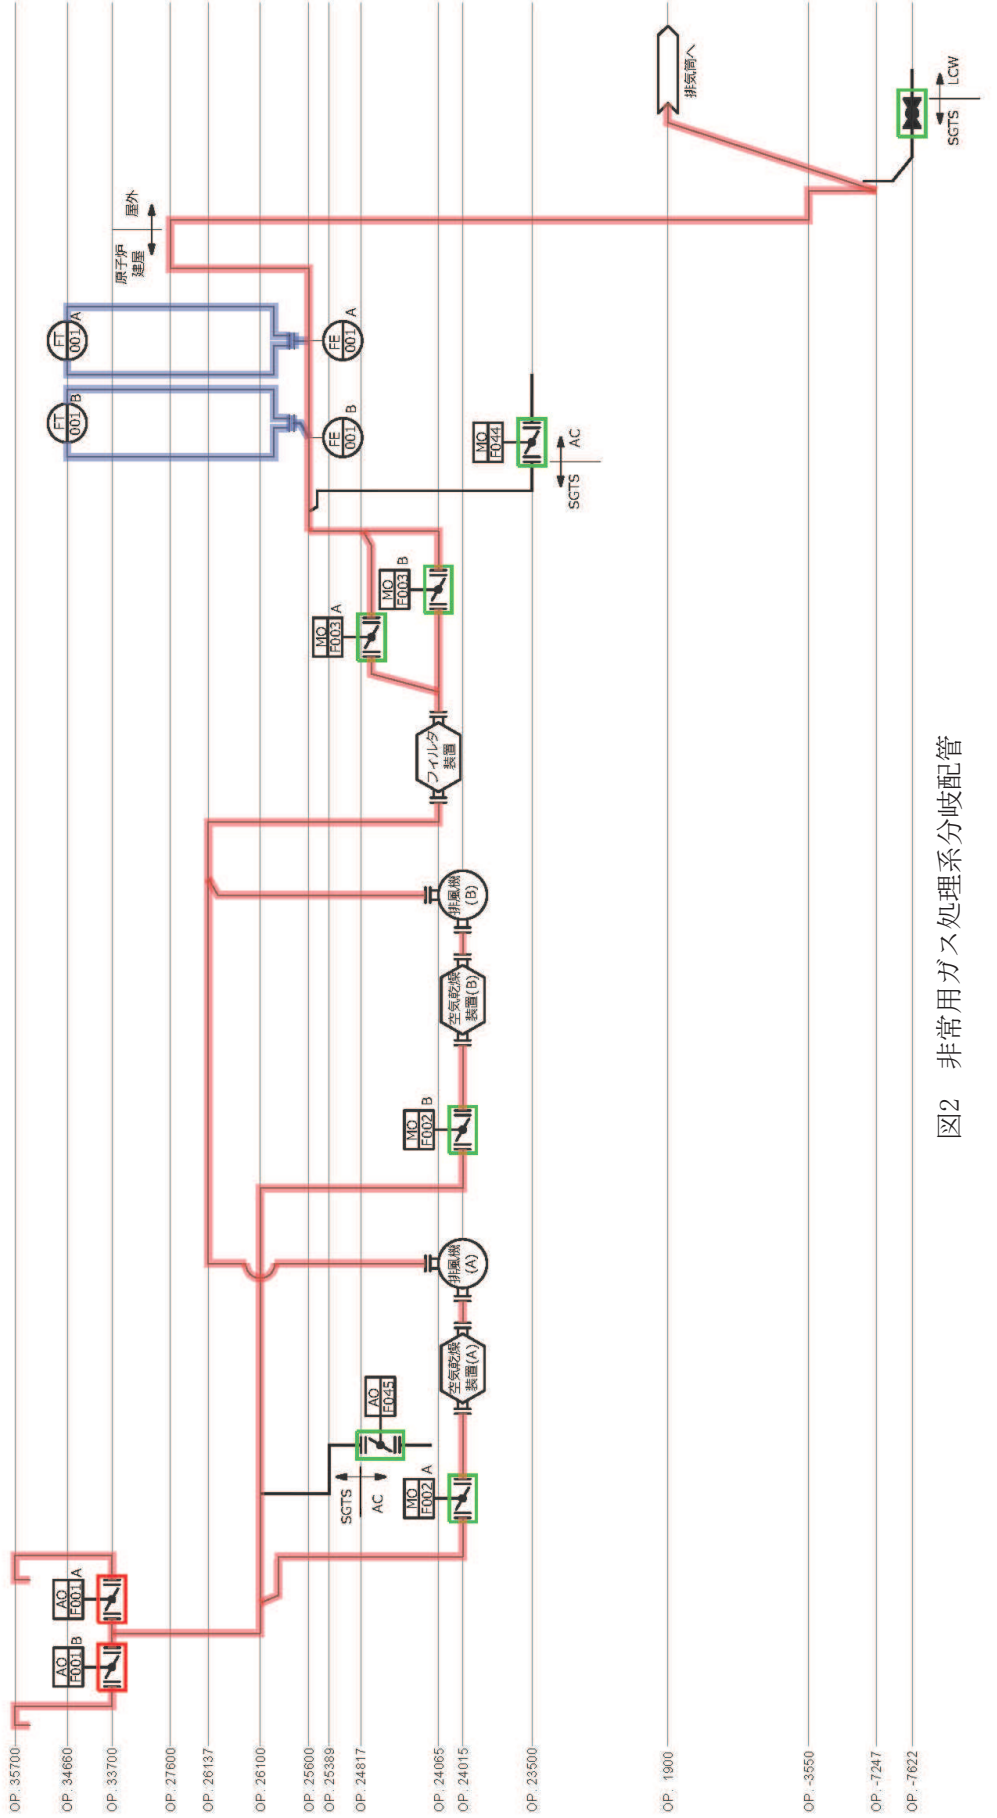 OP. 35700
OP. 34660
OP. 33700
OP. 27600
OP. 26137
OP. 26100
OP. 25600
OP. 25389
OP. 24817
OP. 24065
OP. 24015
OP. 23500
OP. 1900
OP. -3550
OP. -7247
OP. -7622
AO
F001
B
AO
F001
A
SGTS
AC
AO
F045
MO
F002
A
空気乾燥
装置(A)
排風機
(A)
MO
F002
B
空気乾燥
装置(B)
排風機
(B)
フィルタ
装置
MO
F003
A
MO
F003
B
SGTS
AC
MO
F044
FT
001
B
FT
001
A
FE
001
B
FE
001
A
原子炉
建屋
屋外
排気筒へ
SGTS
LCW
図2　非常用ガス処理系分岐配管